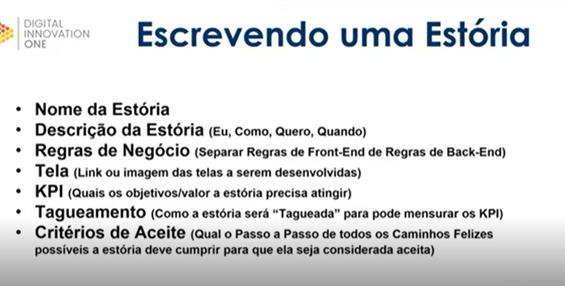 DIGITAL
INNOVATION
ONE
Escrevendo uma Estória
• Nome da Estória
• Descrição da Estória (Eu, Como, Quero, Quando)
• Regras de Negócio (Separar Regras de Front-End de Regras de Back-End)
• Tela (Link ou imagem das telas a serem desenvolvidas)
• KPI (Quais os objetivos/valor a estória precisa atingir)
• Tagueamento (Como a estória será “Tagueada” para pode mensurar os KPI)
• Critérios de Aceite (Qual o Passo a Passo de todos os Caminhos Felizes
possíveis a estória deve cumprir para que ela seja considerada aceita)